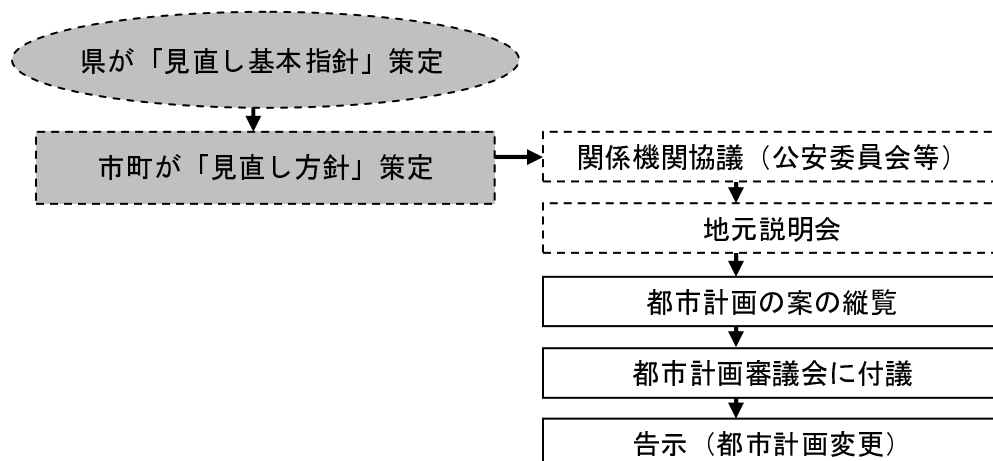 県が「見直し基本指針」策定
市町が「見直し方針」策定
関係機関協議（公安委員会等）
地元説明会
都市計画の案の縦覧
都市計画審議会に付議
告示（都市計画変更）